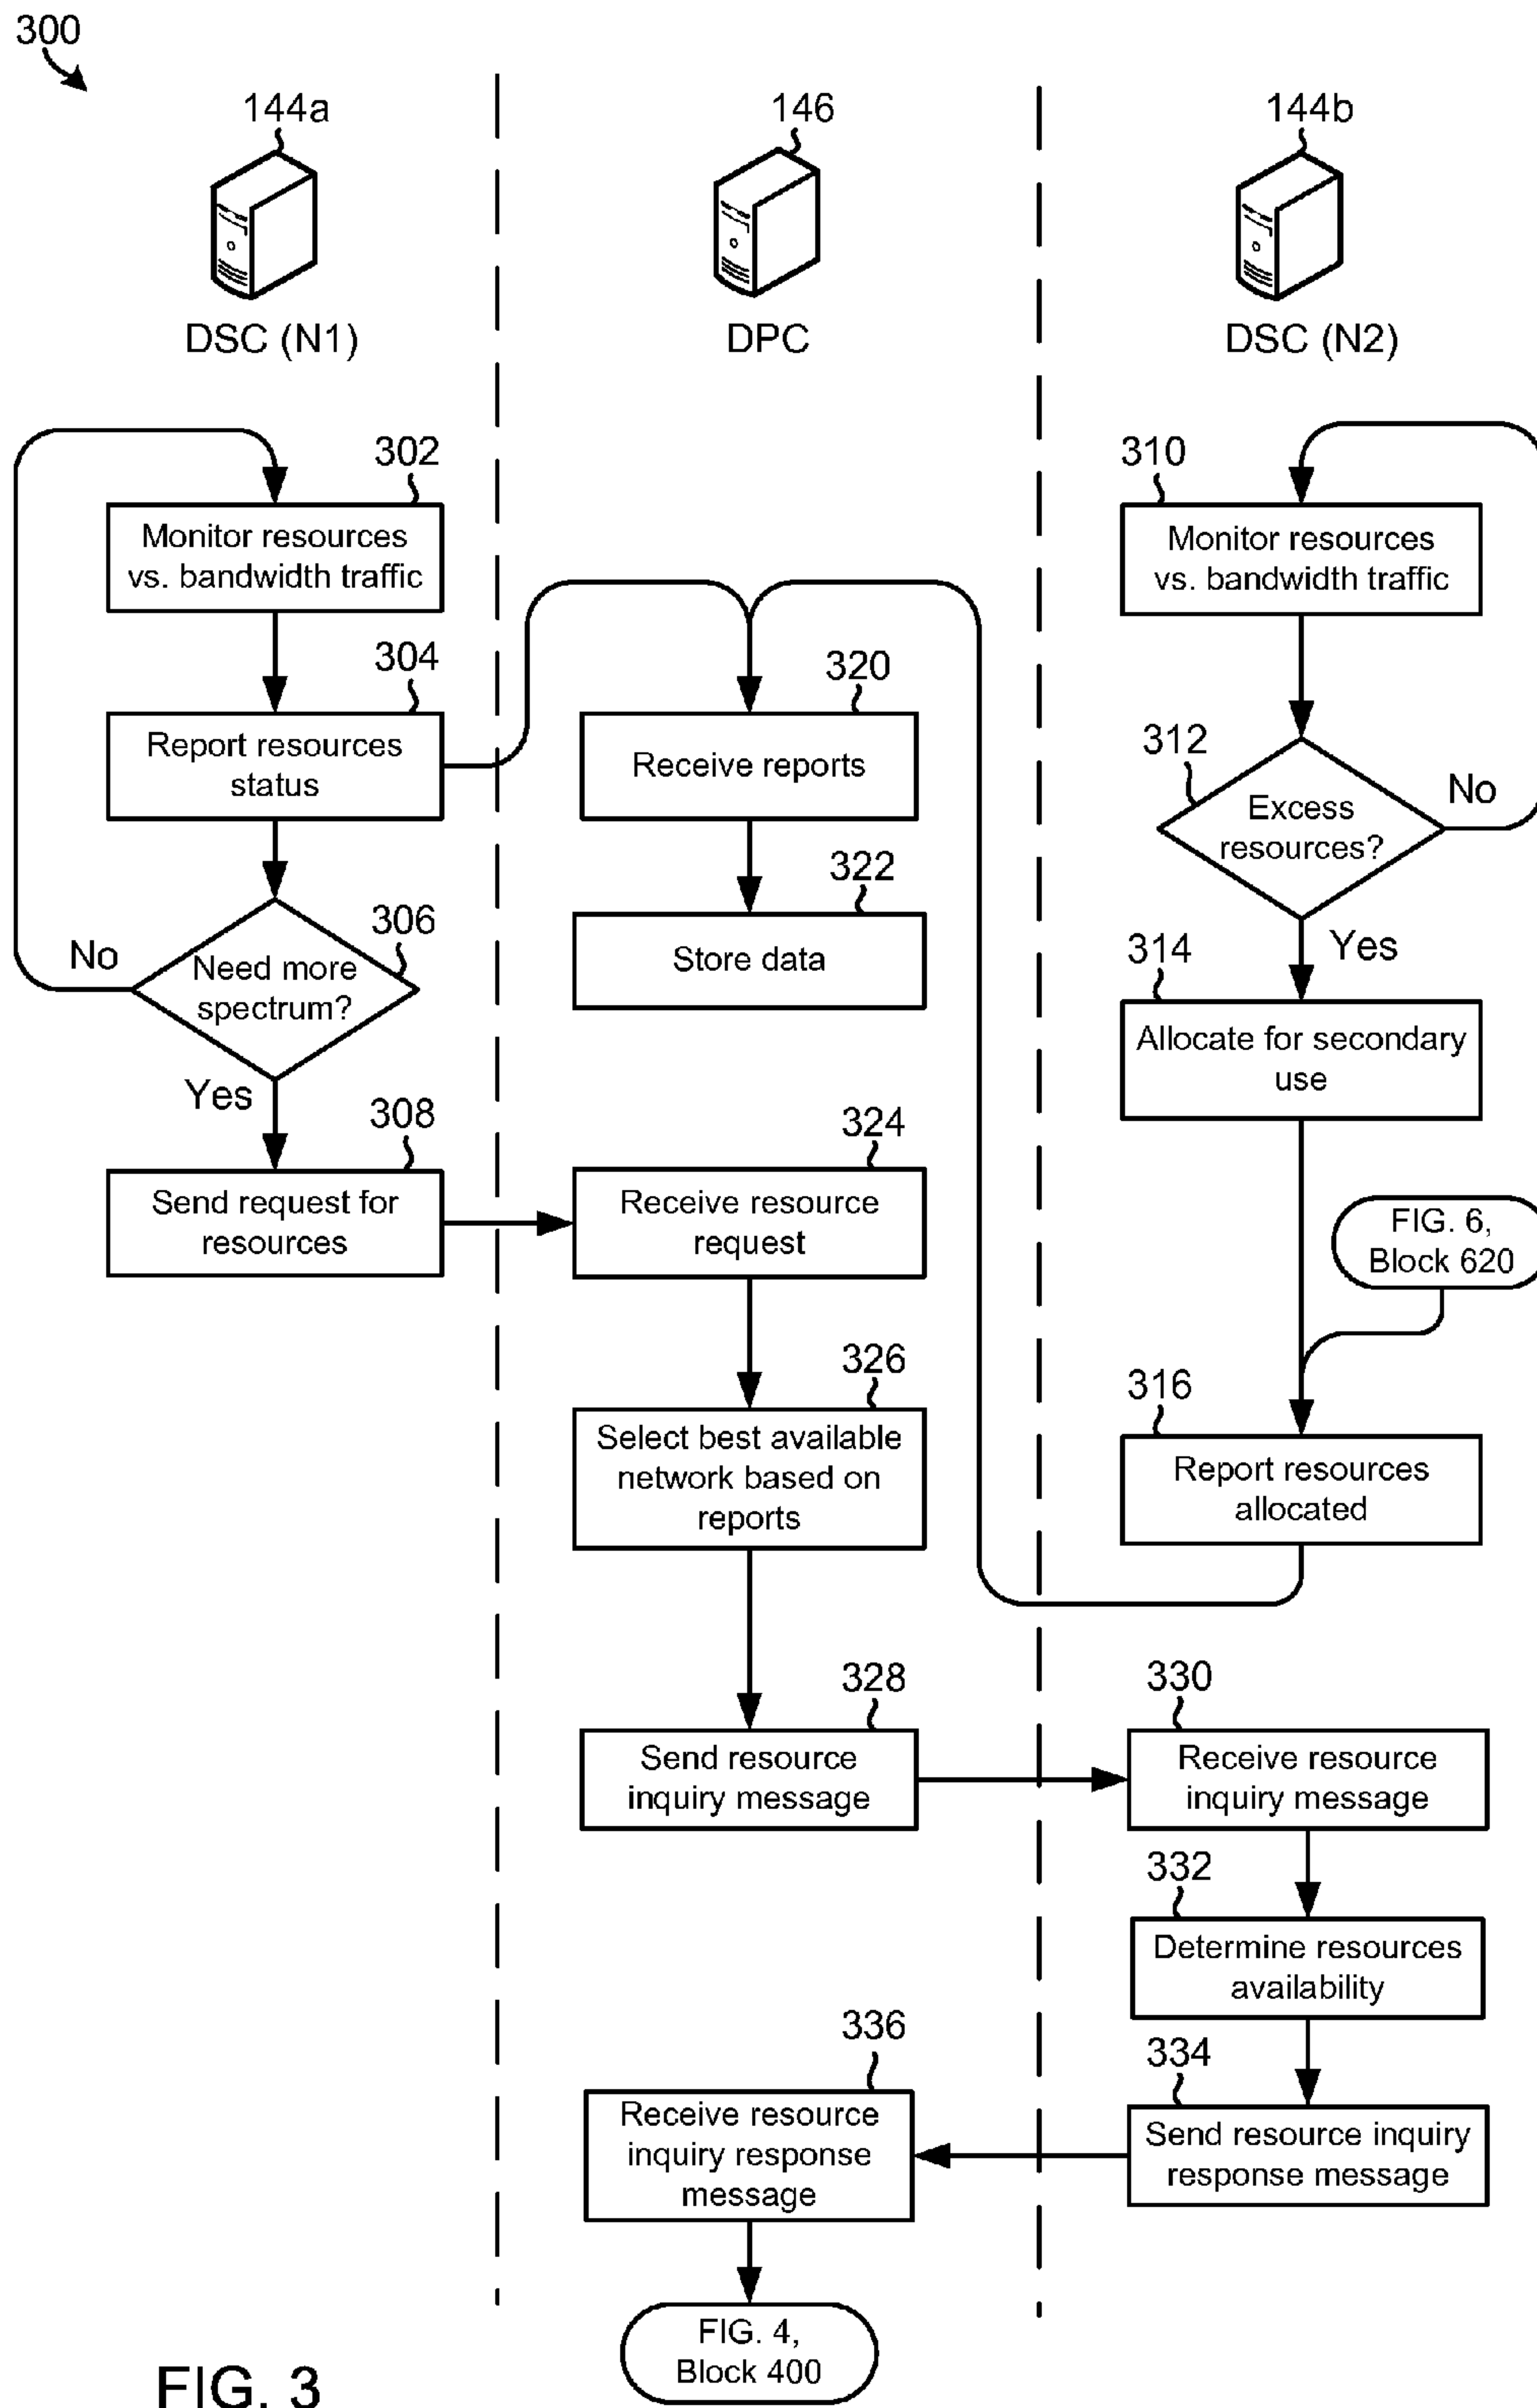 300
144a
146
144b
DSC (N1)
DPC
DSC (N2)
302
Monitor resources
vs. bandwidth traffic
304
Report resources
status
306
Need more
spectrum?
No
Yes
308
Send request for
resources
320
Receive reports
322
Store data
324
Receive resource
request
326
Select best available
network based on
reports
328
Send resource
inquiry message
336
Receive resource
inquiry response
message
FIG. 4,
Block 400
310
Monitor resources
vs. bandwidth traffic
312
Excess
resources?
No
Yes
314
Allocate for secondary
use
FIG. 6,
Block 620
316
Report resources
allocated
330
Receive resource
inquiry message
332
Determine resources
availability
334
Send resource inquiry
response message
FIG. 3